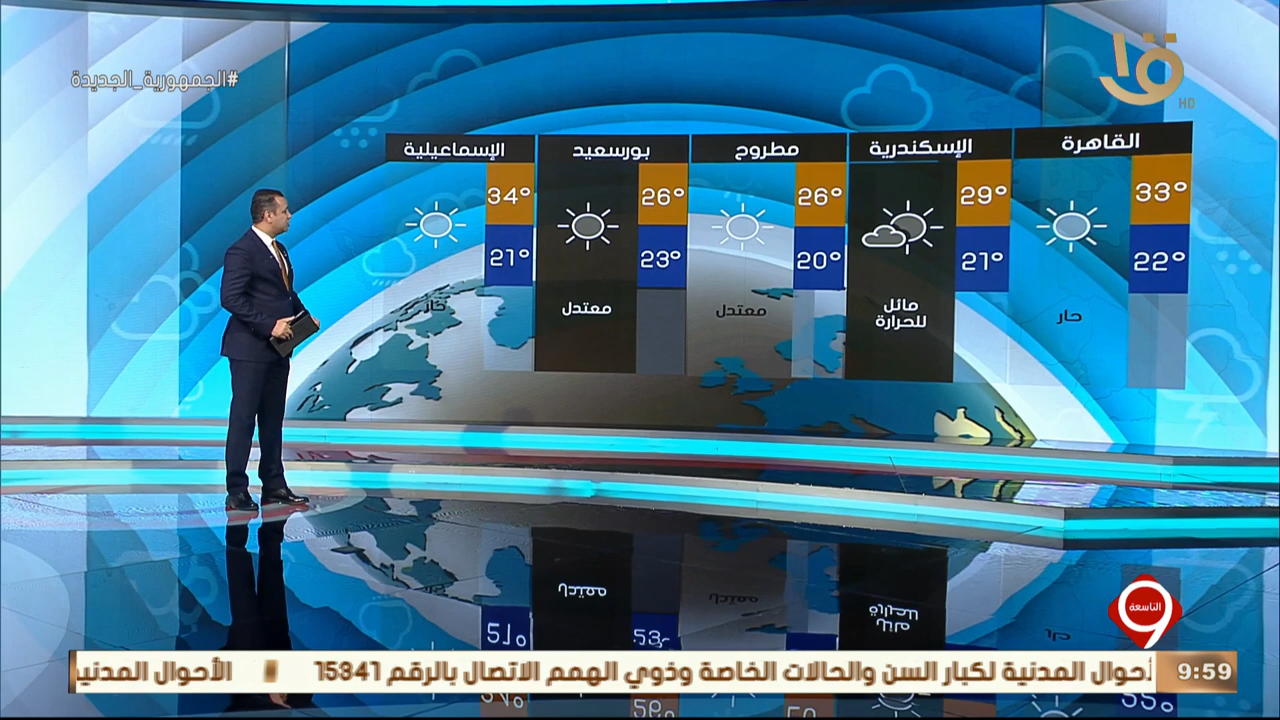 #الجمهورية_الجديدة
HD
القاهرة
33°
22°
حار
الإسكندرية
29°
21°
مائل
للحرارة
مطروح
26°
20°
معتدل
بورسعيد
26°
23°
معتدل
الإسماعيلية
34°
21°
حار
التاسعة
9
9:59
أحوال المدنية لكبار السن والحالات الخاصة وذوي الهمم الاتصال بالرقم 15341 الأحوال المدنية